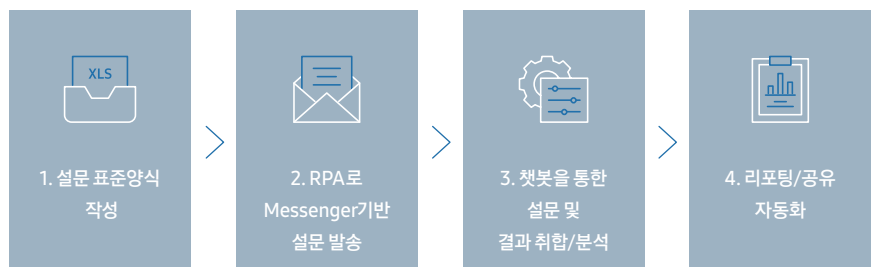 XLS
1. 설문 표준양식
작성
2. RPA로
Messenger기반
설문 발송
3. 챗봇을 통한
설문 및
결과 취합/분석
4. 리포팅/공유
자동화